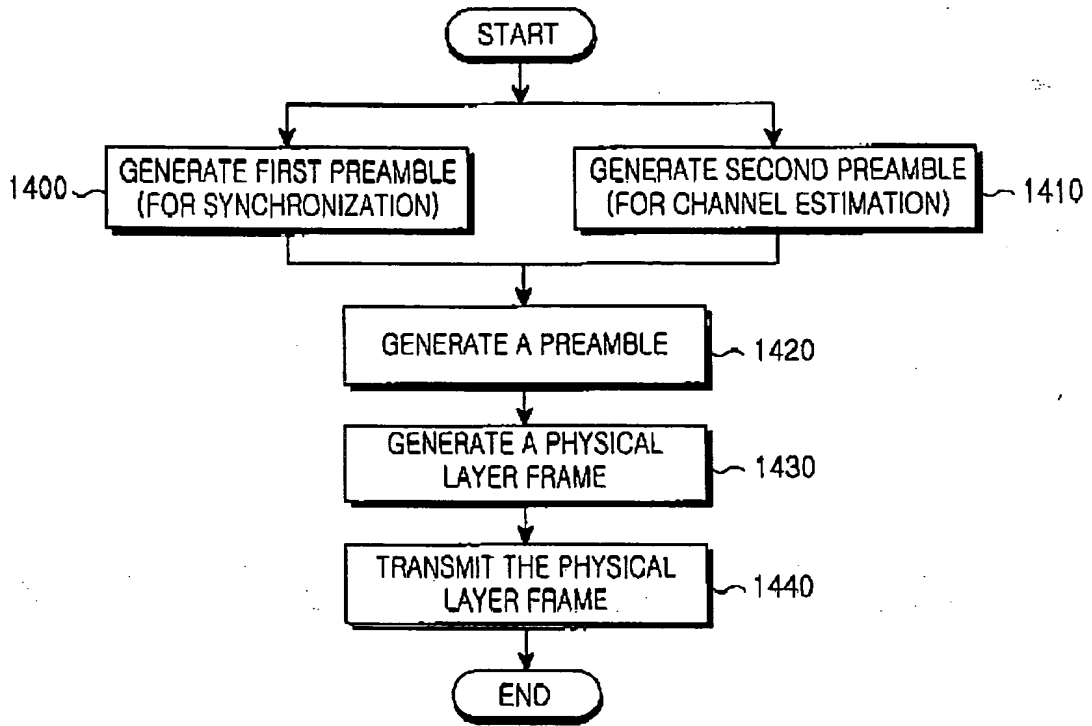 START
GENERATE FIRST PREAMBLE
(FOR SYNCHRONIZATION)
1400
GENERATE SECOND PREAMBLE
(FOR CHANNEL ESTIMATION)
1410
GENERATE A PREAMBLE
1420
GENERATE A PHYSICAL
LAYER FRAME
1430
TRANSMIT THE PHYSICAL
LAYER FRAME
1440
END